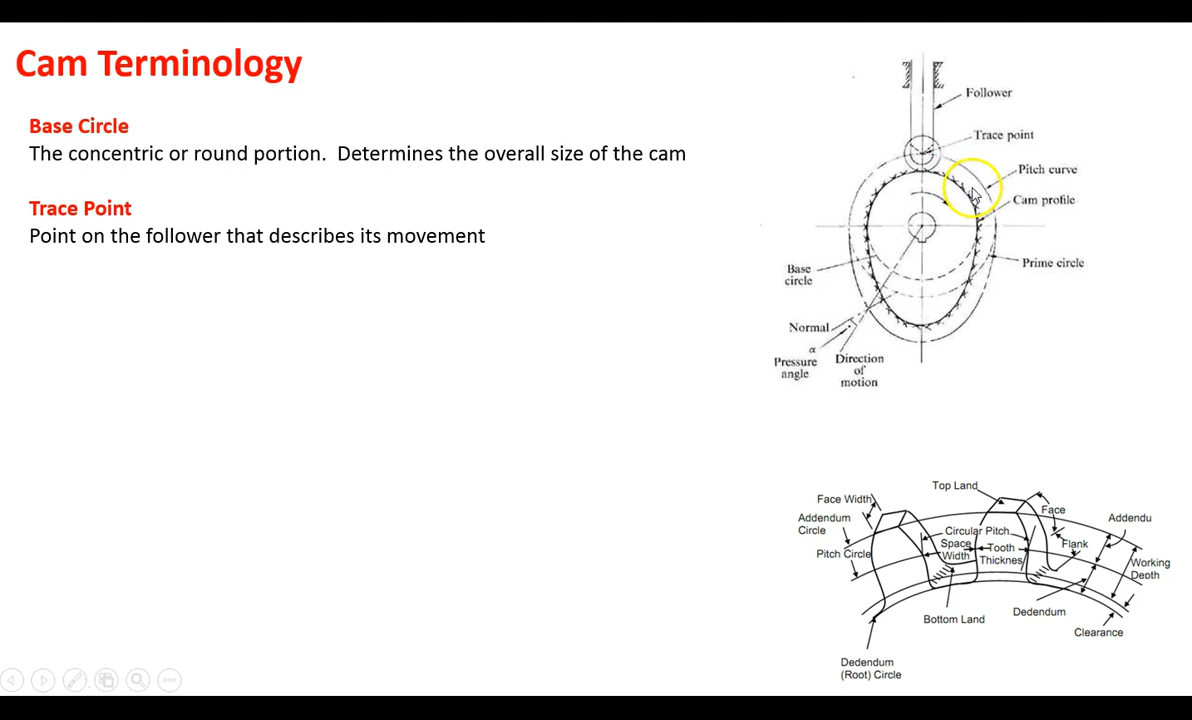 Cam Terminology
Base Circle
The concentric or round portion. Determines the overall size of the cam
Trace Point
Point on the follower that describes its movement
Follower
Trace point
Pitch curve
Cam profile
Prime circle
Base
circle
Normal
α
Pressure
angle
Direction
of
motion
Face Width
Addendum
Circle
Pitch Circle
Top Land
Circular Pitch
Space
Width
Tooth
Thicknes
Face
Flank
Addendu
Working
Depth
Bottom Land
Dedendum
Clearance
Dedendum
(Root) Circle